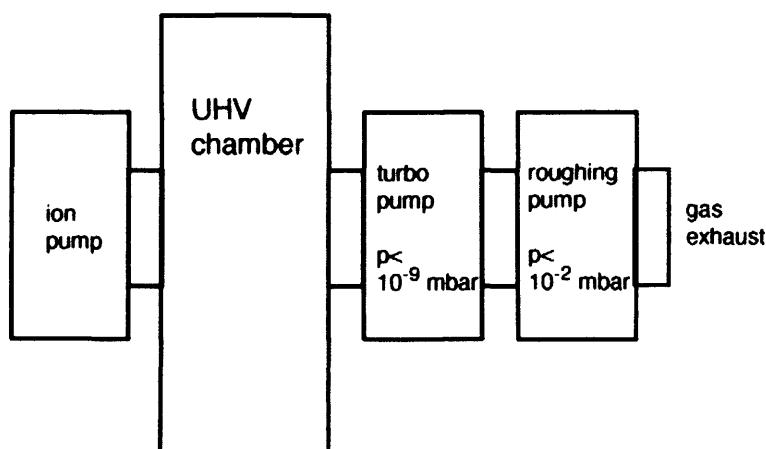 UHV
chamber
ion
pump
turbo
pump
p<
10⁻⁹ mbar
roughing
pump
p<
10⁻² mbar
gas
exhaust